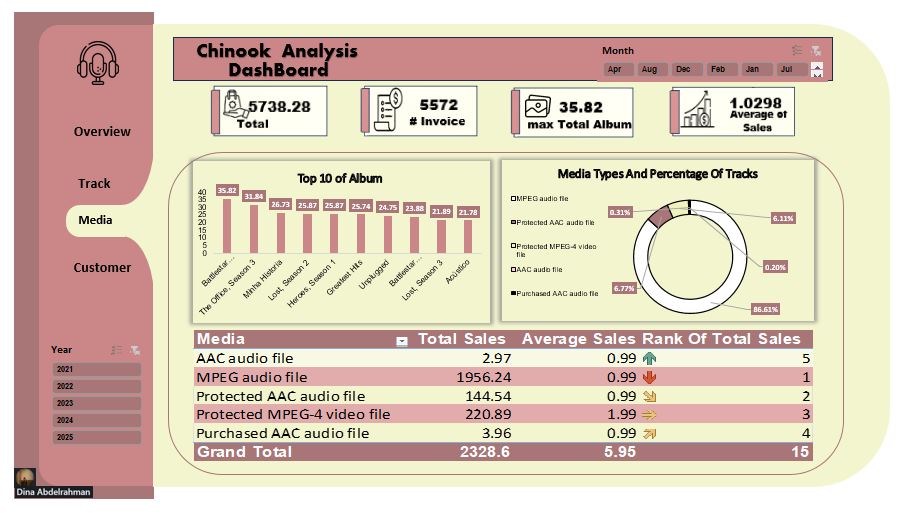 Chinook Analysis
DashBoard
Month
Apr Aug Dec Feb Jan Jul
5738.28
Total
5572
# Invoice
35.82
max Total Album
1.0298
Average of
Sales
Overview
Track
Media
Customer
Year
2021
2022
2023
2024
2025
Top 10 of Album
40
35
30
25
20
15
10
5
0
35.82 31.84 26.73 25.87 25.87 25.74 24.75 23.88 21.89 21.78
Battlestar...
The Office, Season 3
Minha Historia
Lost, Season 2
Heroes, Season 1
Greatest Hits
Unplugged
Battlestar...
Lost, Season 3
Acústico
Media Types And Percentage Of Tracks
MPEG audio file
Protected AAC audio file
Protected MPEG-4 video
file
AAC audio file
Purchased AAC audio file
0.31%
6.11%
0.20%
6.77%
86.61%
Media Total Sales Average Sales Rank Of Total Sales
AAC audio file 2.97 0.99 5
MPEG audio file 1956.24 0.99 1
Protected AAC audio file 144.54 0.99 2
Protected MPEG-4 video file 220.89 1.99 3
Purchased AAC audio file 3.96 0.99 4
Grand Total 2328.6 5.95 15
Dina Abdelrahman